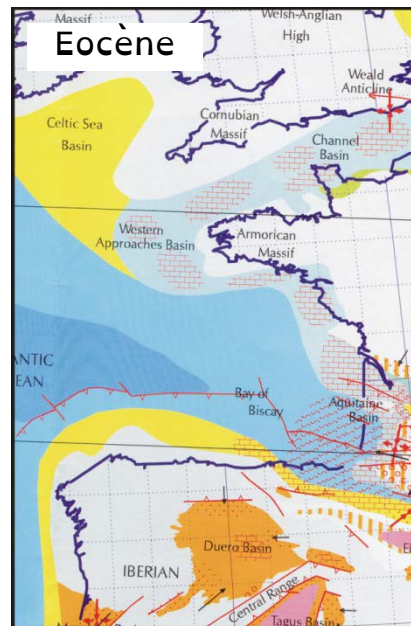 Massif
Welsh-Anglian
High
Eocène
Weald
Anticline
Celtic Sea
Basin
Cornubian
Massif
Channel
Basin
Western
Approaches Basin
Armorican
Massif
ANTIC
EAN
Bay of
Biscay
Aquitaine
Basin
Duero Basin
IBERIAN
Central Range
Tagus Basin